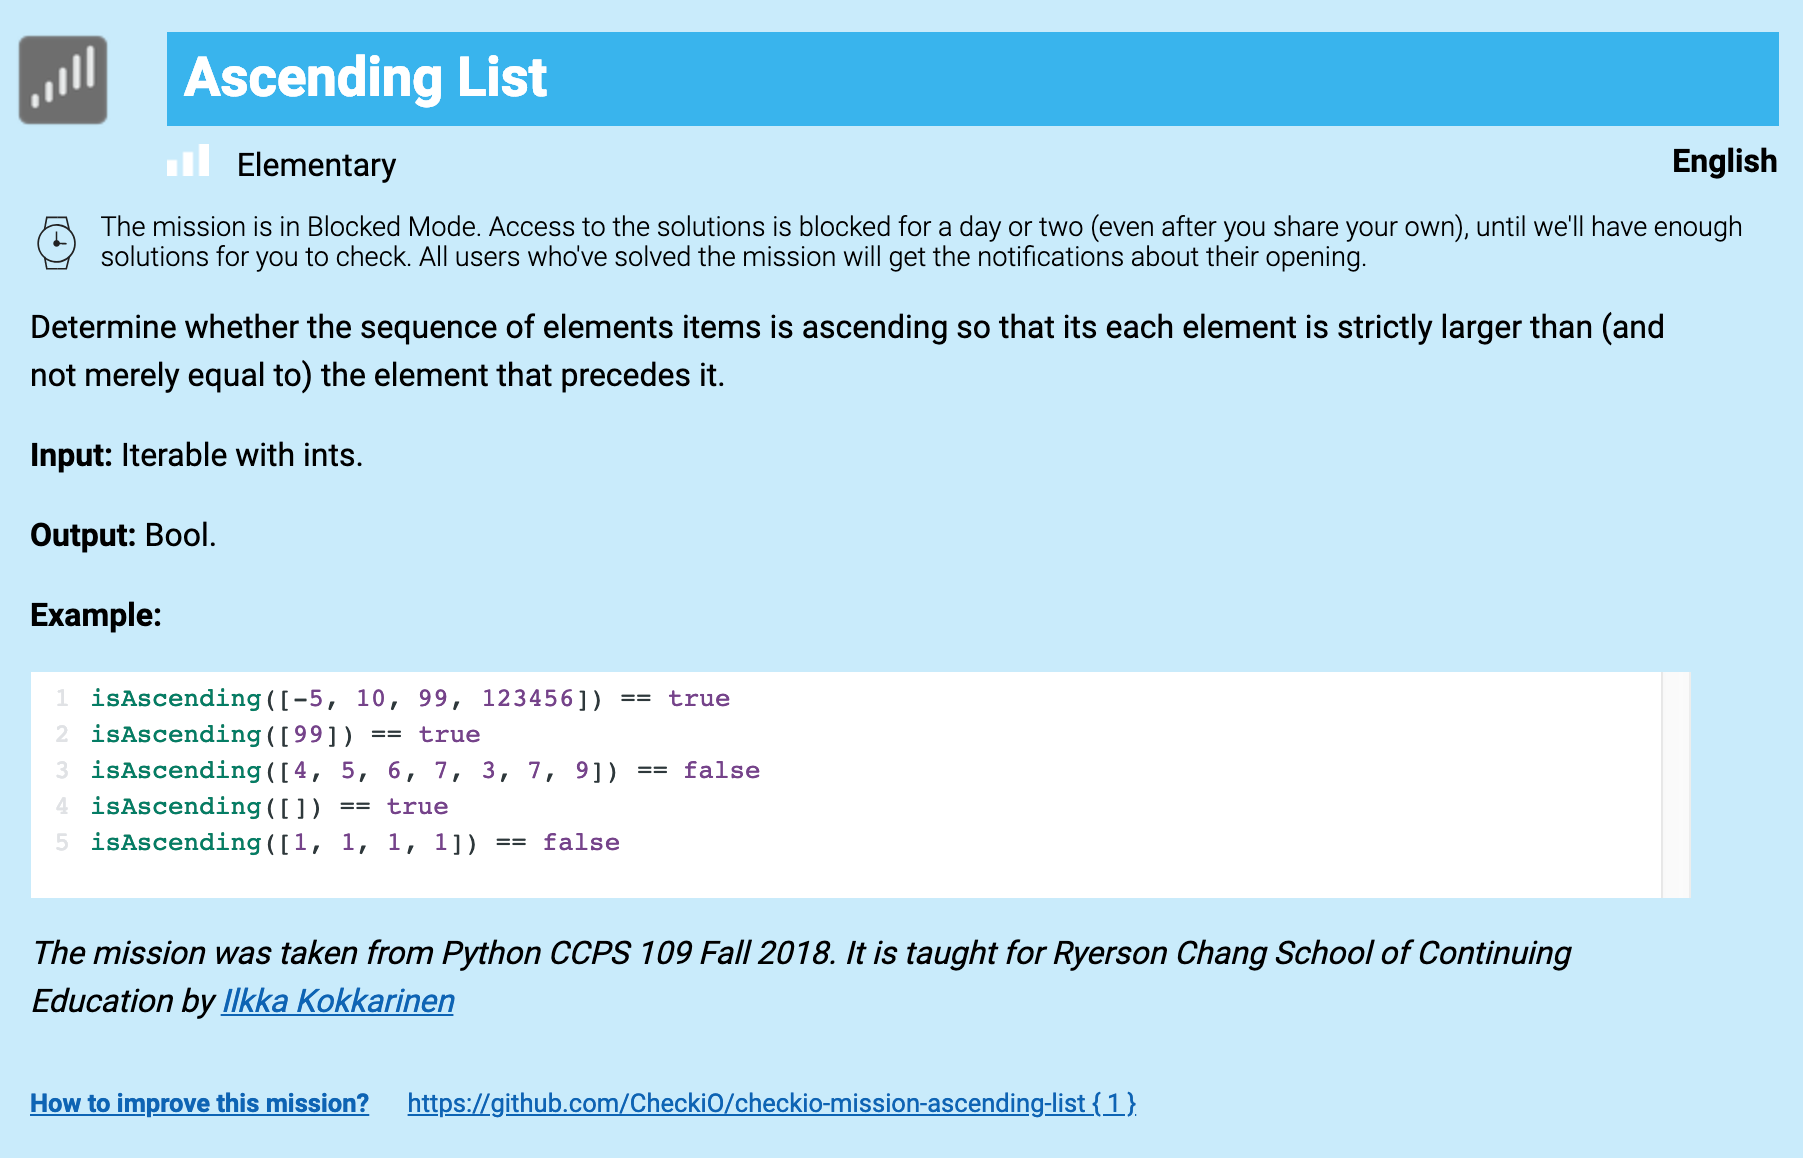 Ascending List
Elementary
English
The mission is in Blocked Mode. Access to the solutions is blocked for a day or two (even after you share your own), until we'll have enough
solutions for you to check. All users who've solved the mission will get the notifications about their opening.
Determine whether the sequence of elements items is ascending so that its each element is strictly larger than (and
not merely equal to) the element that precedes it.
Input: Iterable with ints.
Output: Bool.
Example:
1 isAscending([-5, 10, 99, 123456]) == true
2 isAscending([99]) == true
3 isAscending([4, 5, 6, 7, 3, 7, 9]) == false
4 isAscending([]) == true
5 isAscending([1, 1, 1, 1]) == false
The mission was taken from Python CCPS 109 Fall 2018. It is taught for Ryerson Chang School of Continuing
Education by Ilkka Kokkarinen
How to improve this mission? https://github.com/CheckiO/checkio-mission-ascending-list { 1 }